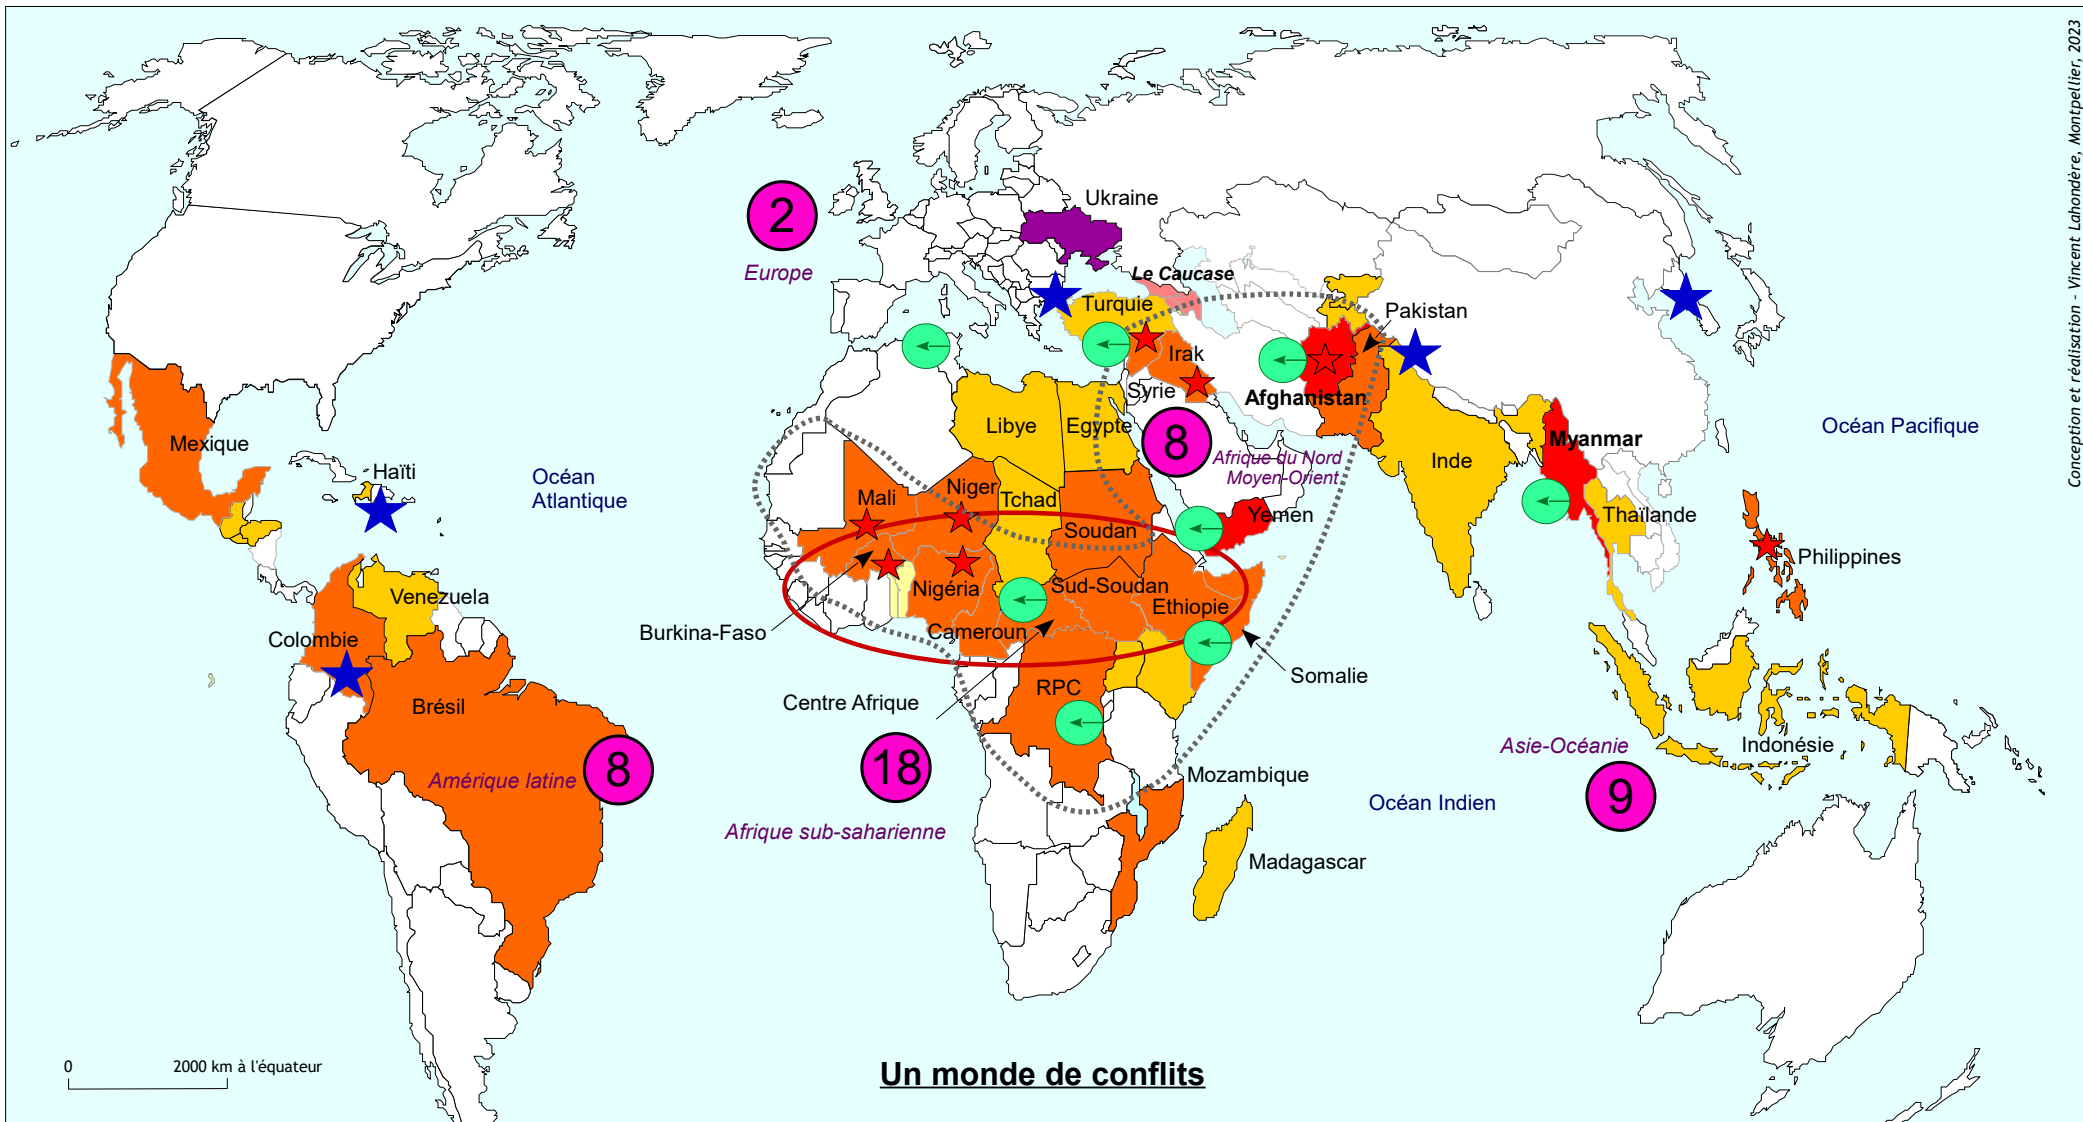 Conception et réalisation - Vincent Lahondère, Montpellier, 2023
2
Europe
Ukraine
Le Caucase
Turquie
Pakistan
Irak
Syrie
Afghanistan
Mexique
Haïti
Océan
Atlantique
Libye
Egypte
8
Afrique du Nord
Moyen-Orient
Inde
Myanmar
Océan Pacifique
Mali
Niger
Tchad
Soudan
Yemen
Thaïlande
Philippines
Venezuela
Colombie
Burkina-Faso
Nigéria
Cameroun
Sud-Soudan
Ethiopie
Somalie
Centre Afrique
RPC
Brésil
Amérique latine
8
18
Afrique sub-saharienne
Mozambique
Océan Indien
Madagascar
Asie-Océanie
9
Indonésie
0
2000 km à l'équateur
Un monde de conflits